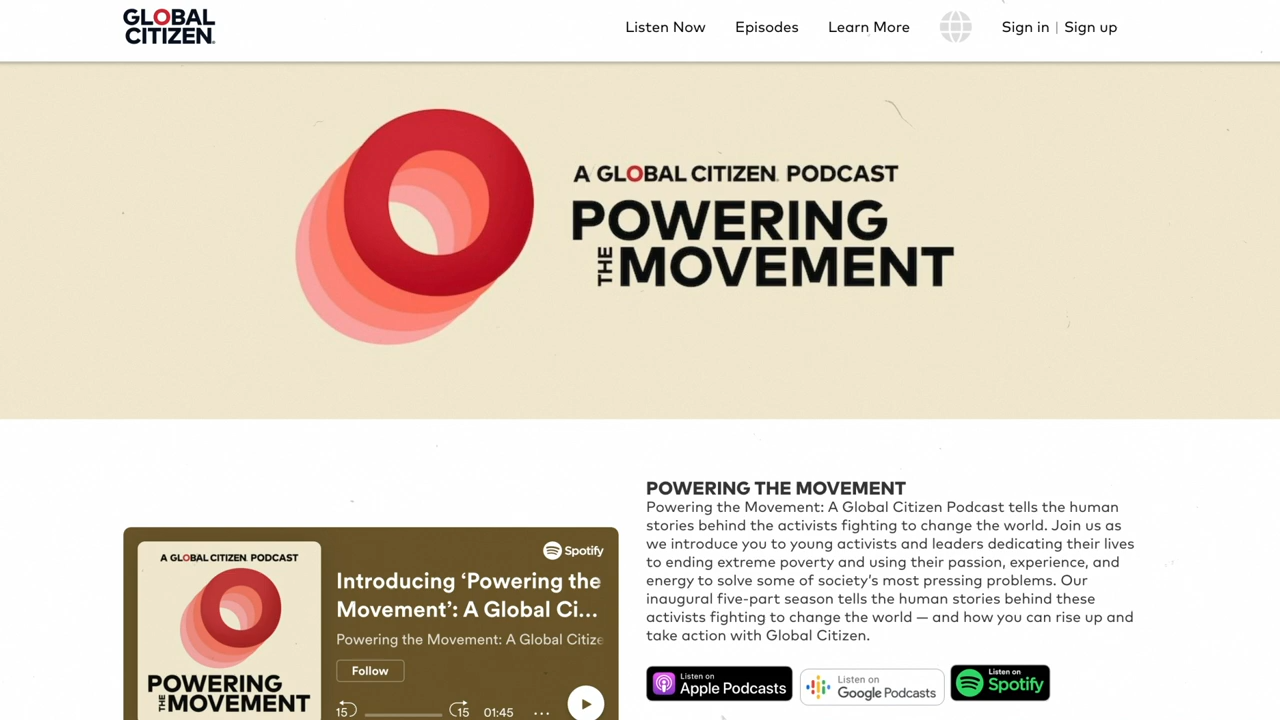 GLOBAL
CITIZEN
Listen Now
Episodes
Learn More
Sign in | Sign up
A GLOBAL CITIZEN PODCAST
POWERING
THE MOVEMENT
POWERING THE MOVEMENT
Powering the Movement: A Global Citizen Podcast tells the human
stories behind the activists fighting to change the world. Join us as
we introduce you to young activists and leaders dedicating their lives
to ending extreme poverty and using their passion, experience, and
energy to solve some of society's most pressing problems. Our
inaugural five-part season tells the human stories behind these
activists fighting to change the world — and how you can rise up and
take action with Global Citizen.
Listen on
Apple Podcasts
Listen on
Google Podcasts
Listen on
Spotify
A GLOBAL CITIZEN PODCAST
POWERING
THE MOVEMENT
Spotify
Introducing ‘Powering the
Movement’: A Global Ci...
Powering the Movement: A Global Citize
Follow
15
15
01:45